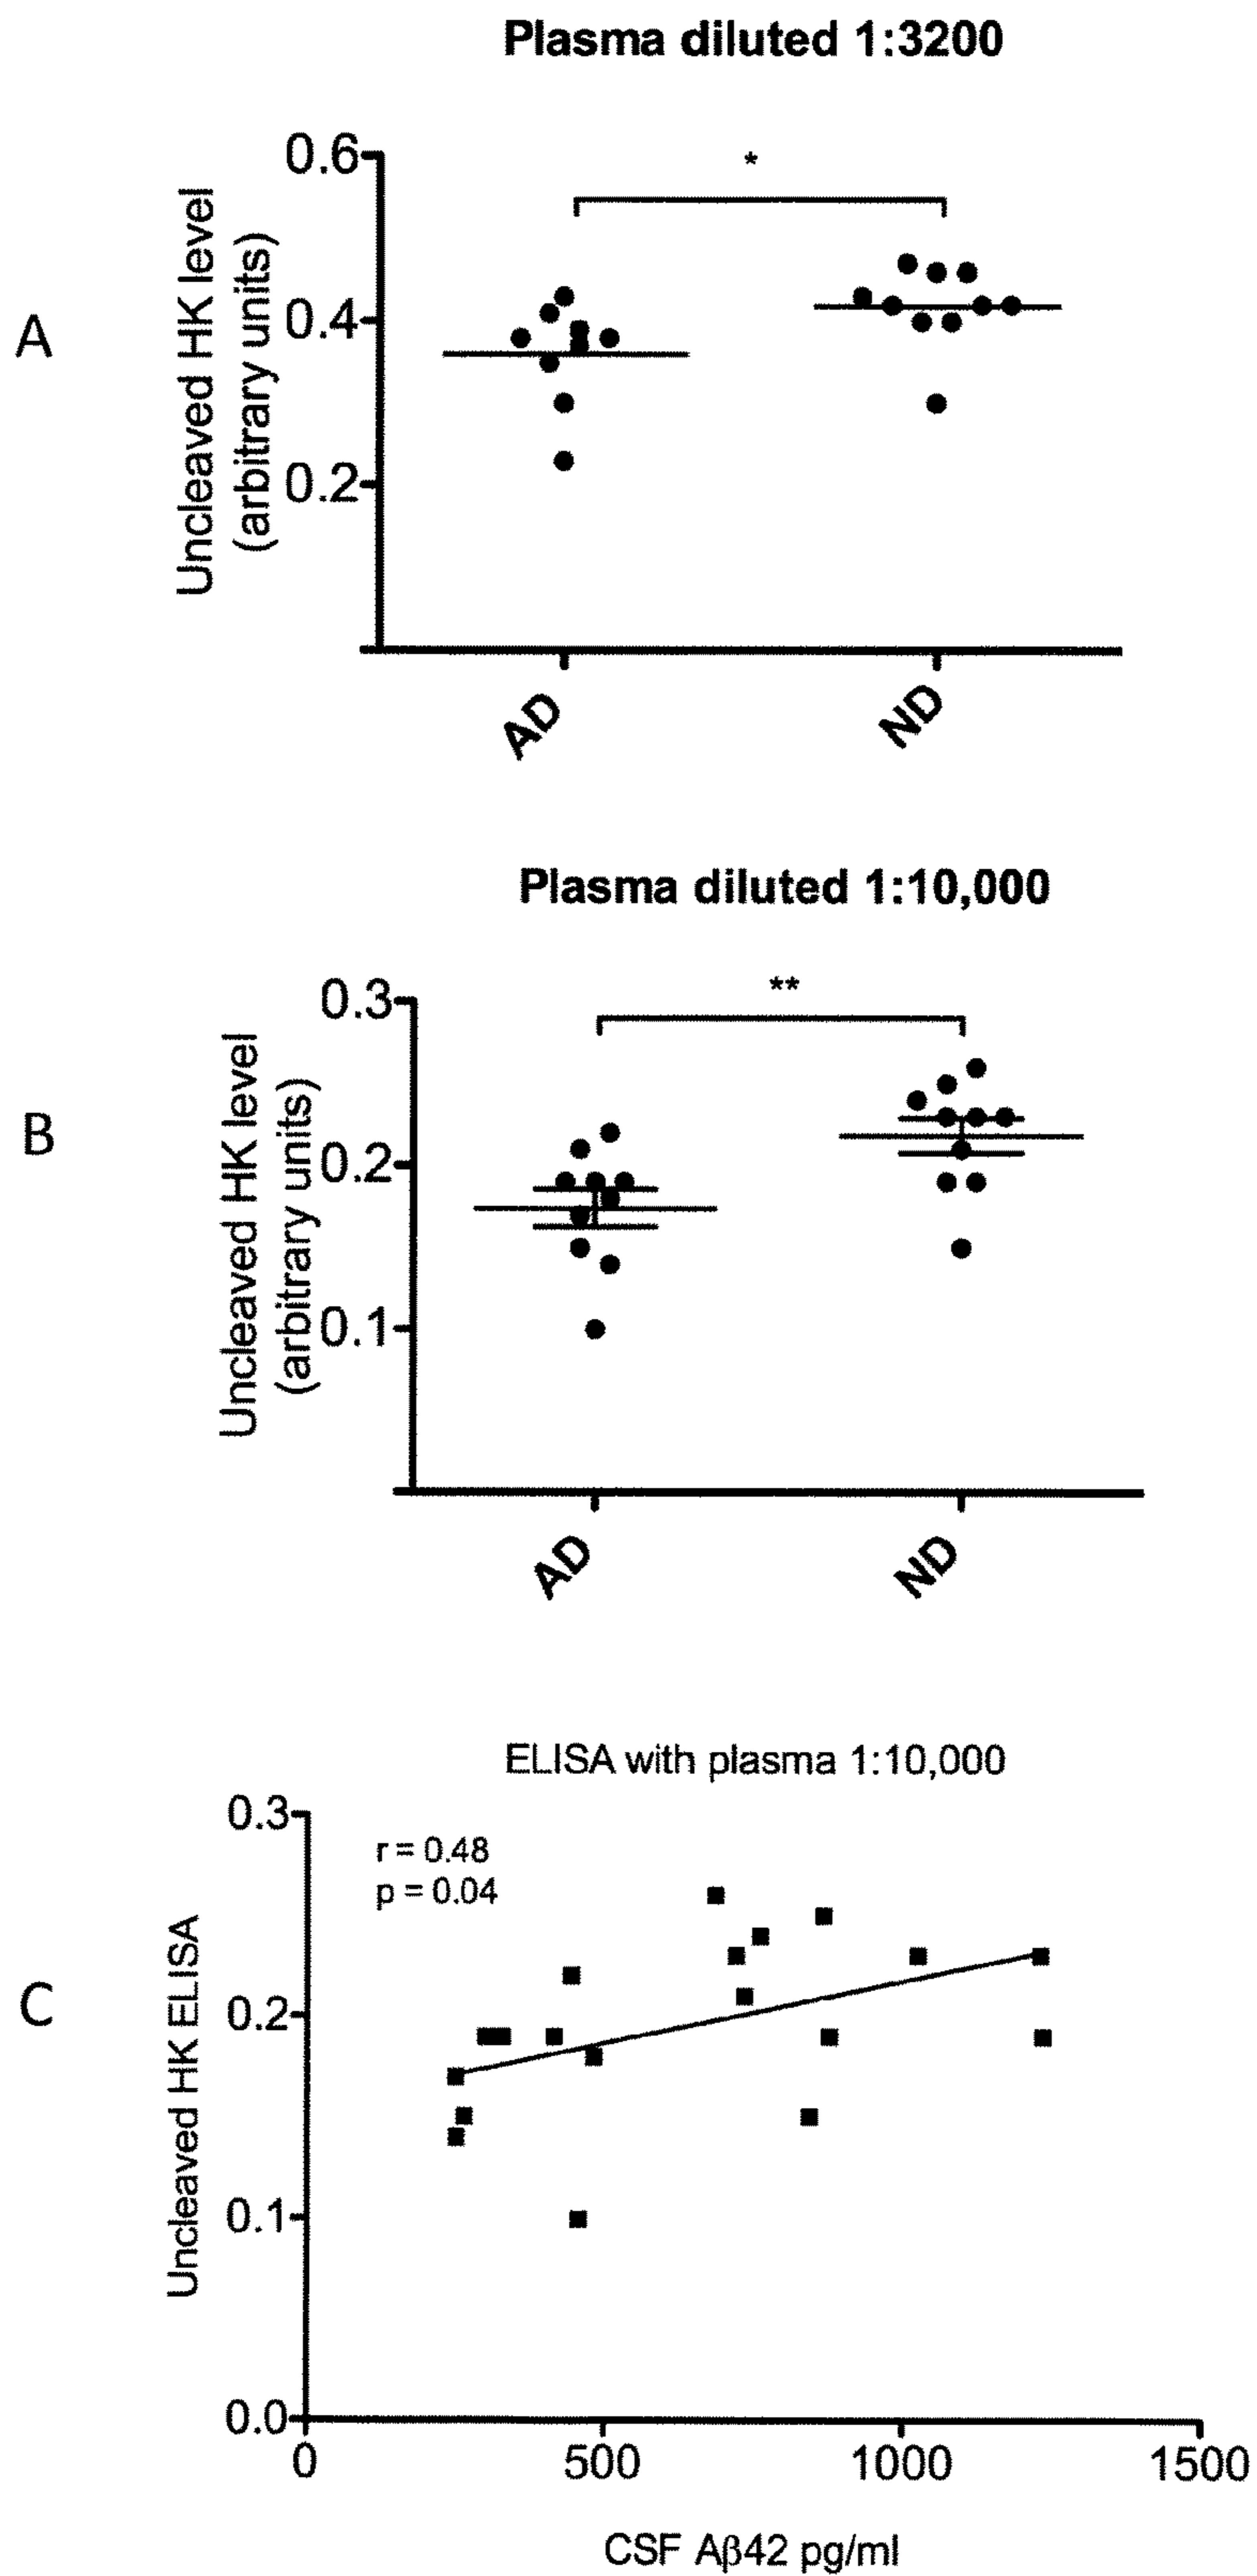 Plasma diluted 1:3200
A
Uncleaved HK level
(arbitrary units)
0.6
*
0.4
0.2
AD
ND
Plasma diluted 1:10,000
B
Uncleaved HK level
(arbitrary units)
0.3
**
0.2
0.1
AD
ND
ELISA with plasma 1:10,000
C
Uncleaved HK ELISA
0.3
r = 0.48
p = 0.04
0.2
0.1
0.0
0
500
1000
1500
CSF Aβ42 pg/ml